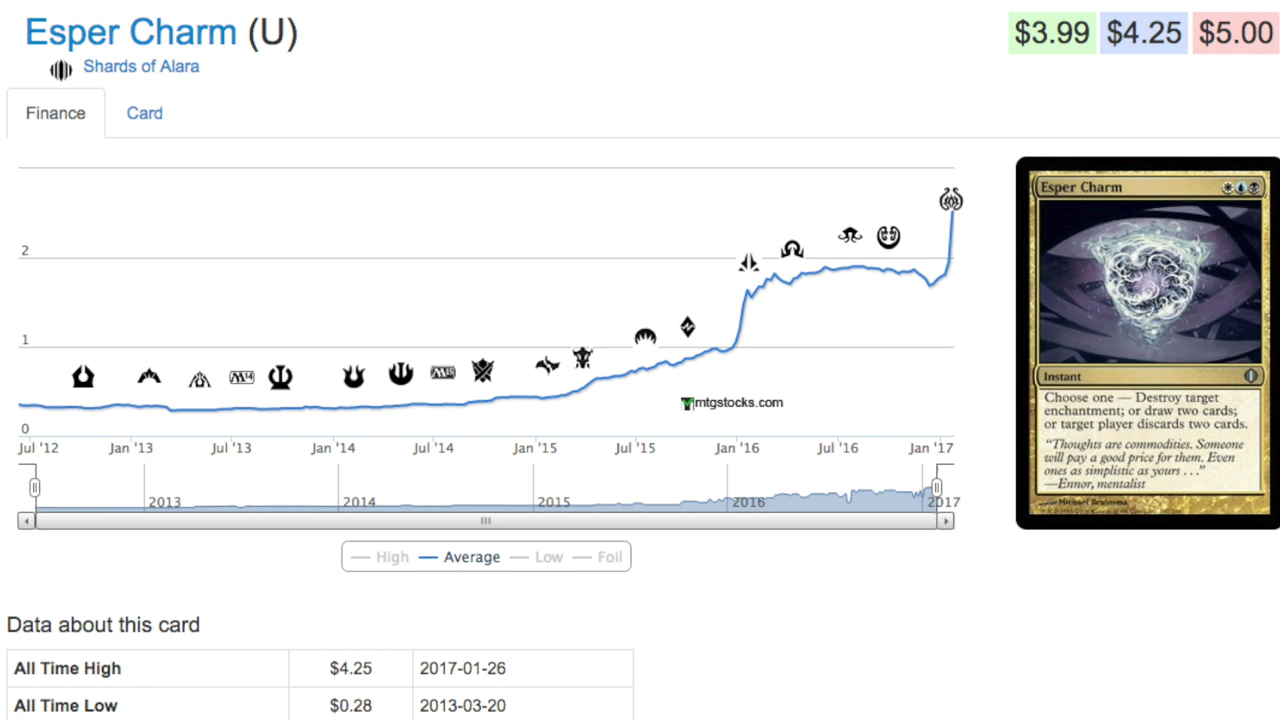 Esper Charm (U)
$3.99 $4.25 $5.00
Shards of Alara
Finance Card
2
1
0
M14
M15
mtgstocks.com
Jul '12 Jan '13 Jul '13 Jan '14 Jul '14 Jan '15 Jul '15 Jan '16 Jul '16 Jan '17
2013 2014 2015 2016 2017
High Average Low Foil
Esper Charm
Instant
Choose one — Destroy target
enchantment; or draw two cards;
or target player discards two cards.
"Thoughts are commodities. Someone
will pay a good price for them. Even
ones as simplistic as yours . . ."
—Ennor, mentalist
Michael Bruinsma
Data about this card
All Time High $4.25 2017-01-26
All Time Low $0.28 2013-03-20